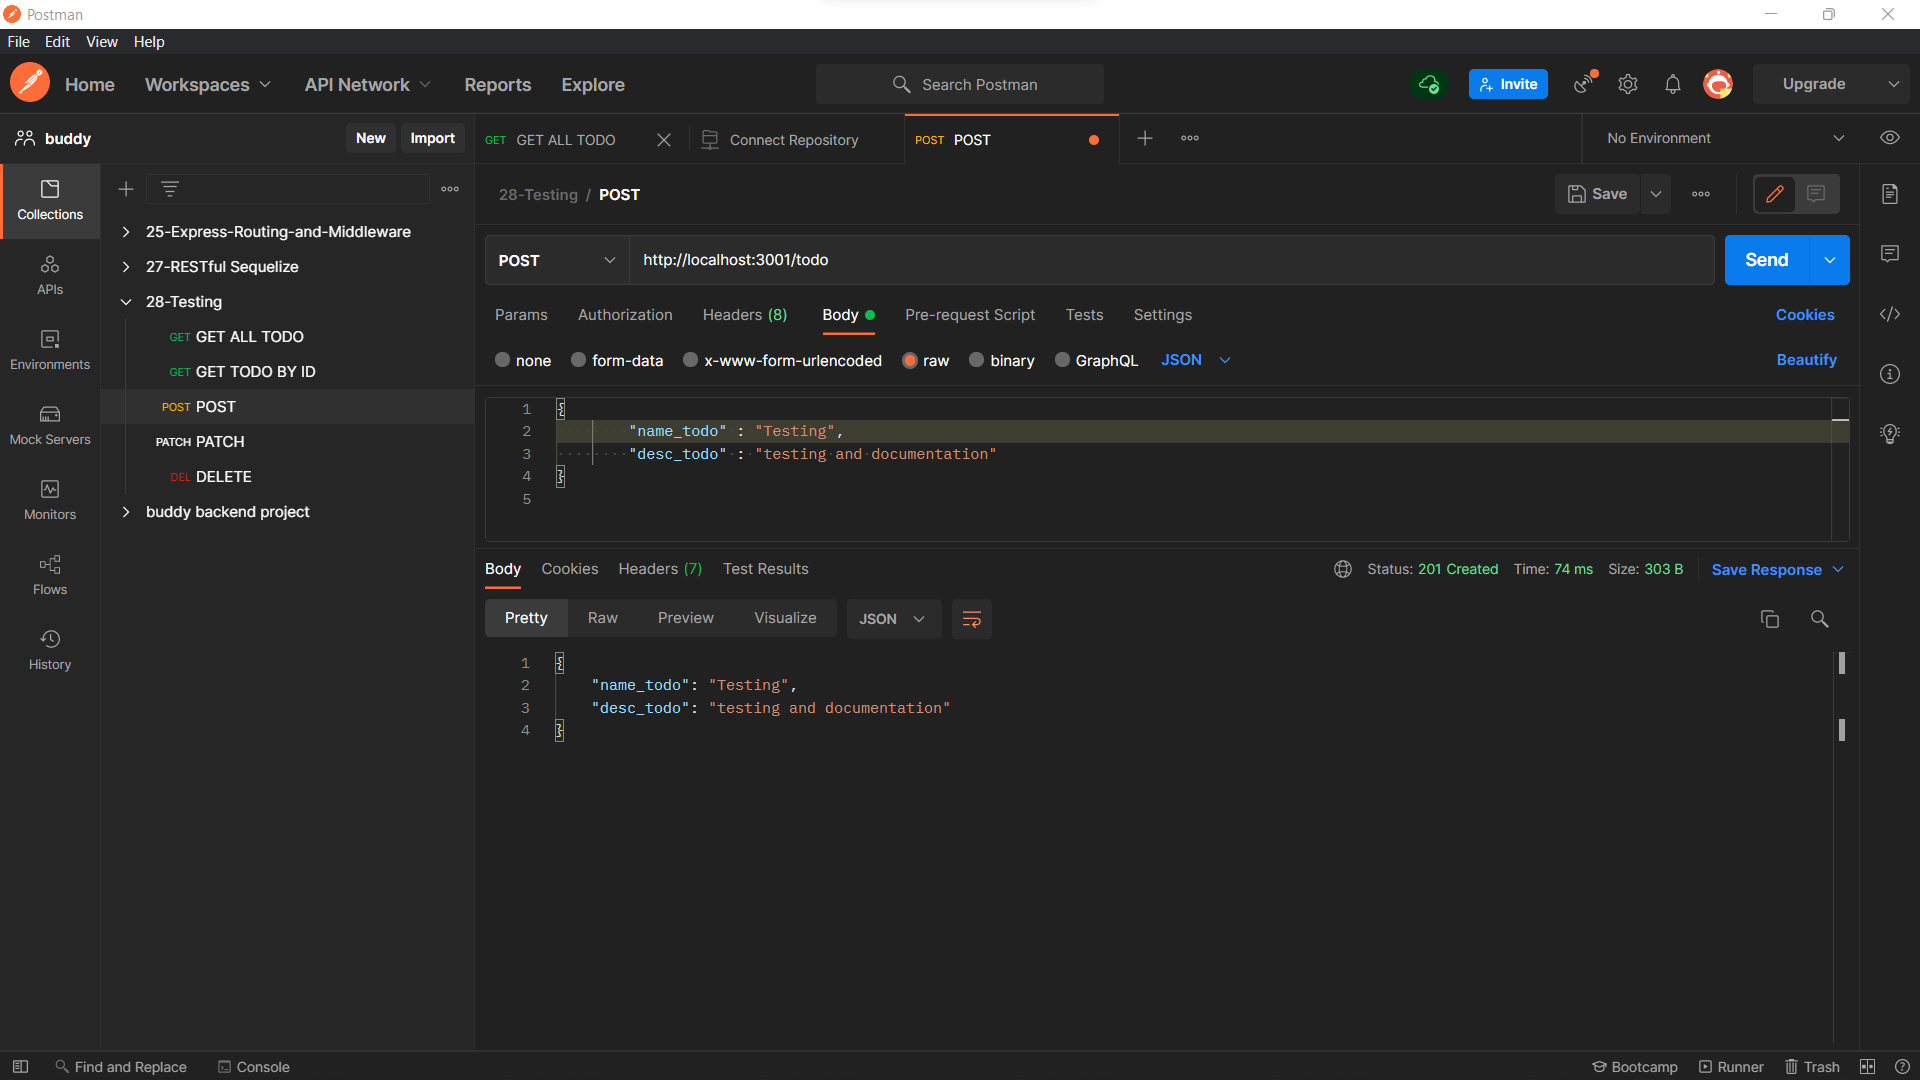 Postman
File Edit View Help
Home Workspaces API Network Reports Explore Search Postman Invite Upgrade
buddy New Import GET GET ALL TODO Connect Repository POST POST No Environment
Collections
APIs
Environments
Mock Servers
Monitors
Flows
History
25-Express-Routing-and-Middleware
27-RESTful Sequelize
28-Testing
GET GET ALL TODO
GET GET TODO BY ID
POST POST
PATCH PATCH
DEL DELETE
buddy backend project
28-Testing / POST Save
POST http://localhost:3001/todo Send
Params Authorization Headers (8) Body Pre-request Script Tests Settings Cookies
none form-data x-www-form-urlencoded raw binary GraphQL JSON Beautify
1 {
2 "name_todo" : "Testing",
3 "desc_todo" : "testing and documentation"
4 }
5
Body Cookies Headers (7) Test Results Status: 201 Created Time: 74 ms Size: 303 B Save Response
Pretty Raw Preview Visualize JSON
1 {
2 "name_todo": "Testing",
3 "desc_todo": "testing and documentation"
4 }
Find and Replace Console Bootcamp Runner Trash